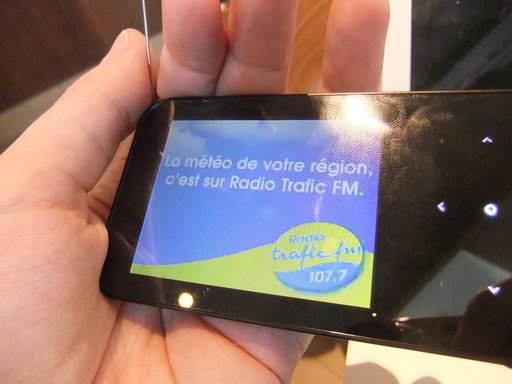 La météo de votre région,
c'est sur Radio Trafic FM.
Radio
trafic fm
107.7